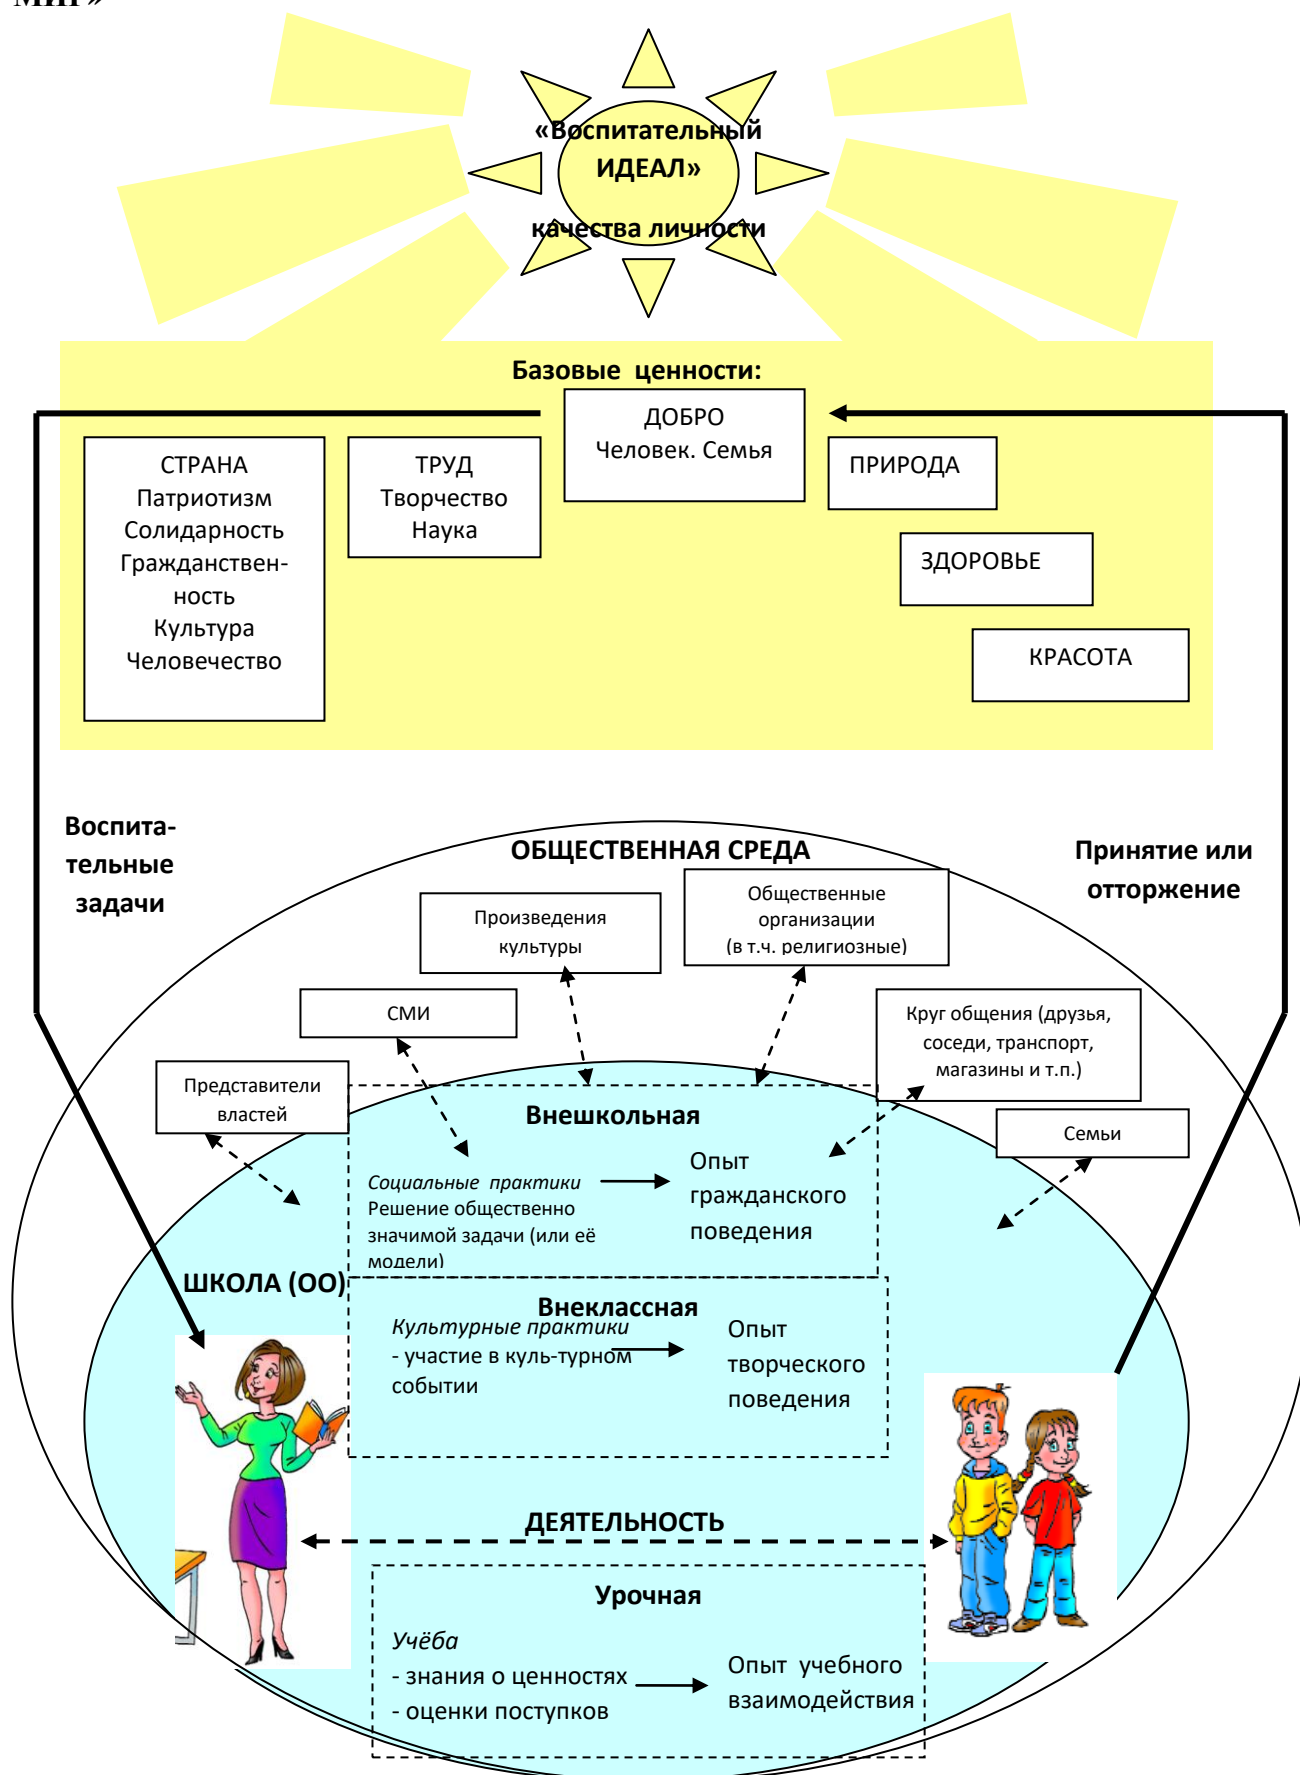 МИР»
«Воспитательный
ИДЕАЛ»
качества личности
Базовые ценности:
ДОБРО
Человек. Семья
СТРАНА
Патриотизм
Солидарность
Гражданствен-
ность
Культура
Человечество
ТРУД
Творчество
Наука
ПРИРОДА
ЗДОРОВЬЕ
КРАСОТА
Воспита-
тельные
задачи
ОБЩЕСТВЕННАЯ СРЕДА
Принятие или
отторжение
Произведения
культуры
Общественные
организации
(в т.ч. религиозные)
СМИ
Круг общения (друзья,
соседи, транспорт,
магазины и т.п.)
Представители
властей
Семьи
Внешкольная
Социальные практики
Решение общественно
значимой задачи (или её
модели)
Опыт
гражданского
поведения
ШКОЛА (ОО)
Внеклассная
Культурные практики
- участие в куль-турном
событии
Опыт
творческого
поведения
ДЕЯТЕЛЬНОСТЬ
Урочная
Учёба
- знания о ценностях
- оценки поступков
Опыт учебного
взаимодействия